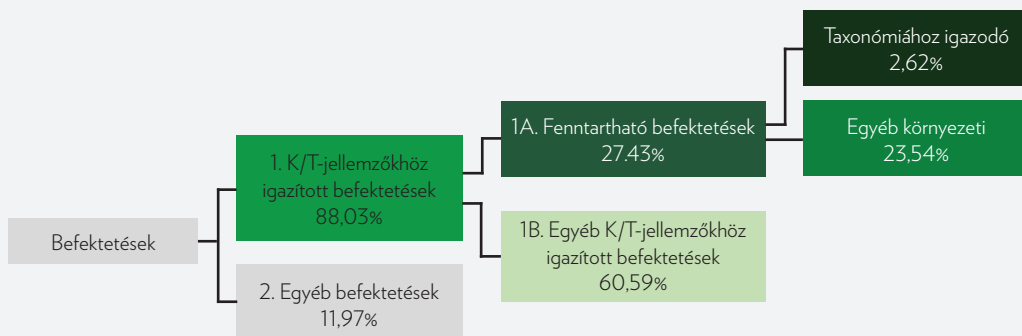 Befektetések
1. K/T-jellemzőkhöz
igazított befektetések
88,03%
2. Egyéb befektetések
11,97%
1A. Fenntartható befektetések
27.43%
1B. Egyéb K/T-jellemzőkhöz
igazított befektetések
60,59%
Taxonómiához igazodó
2,62%
Egyéb környezeti
23,54%